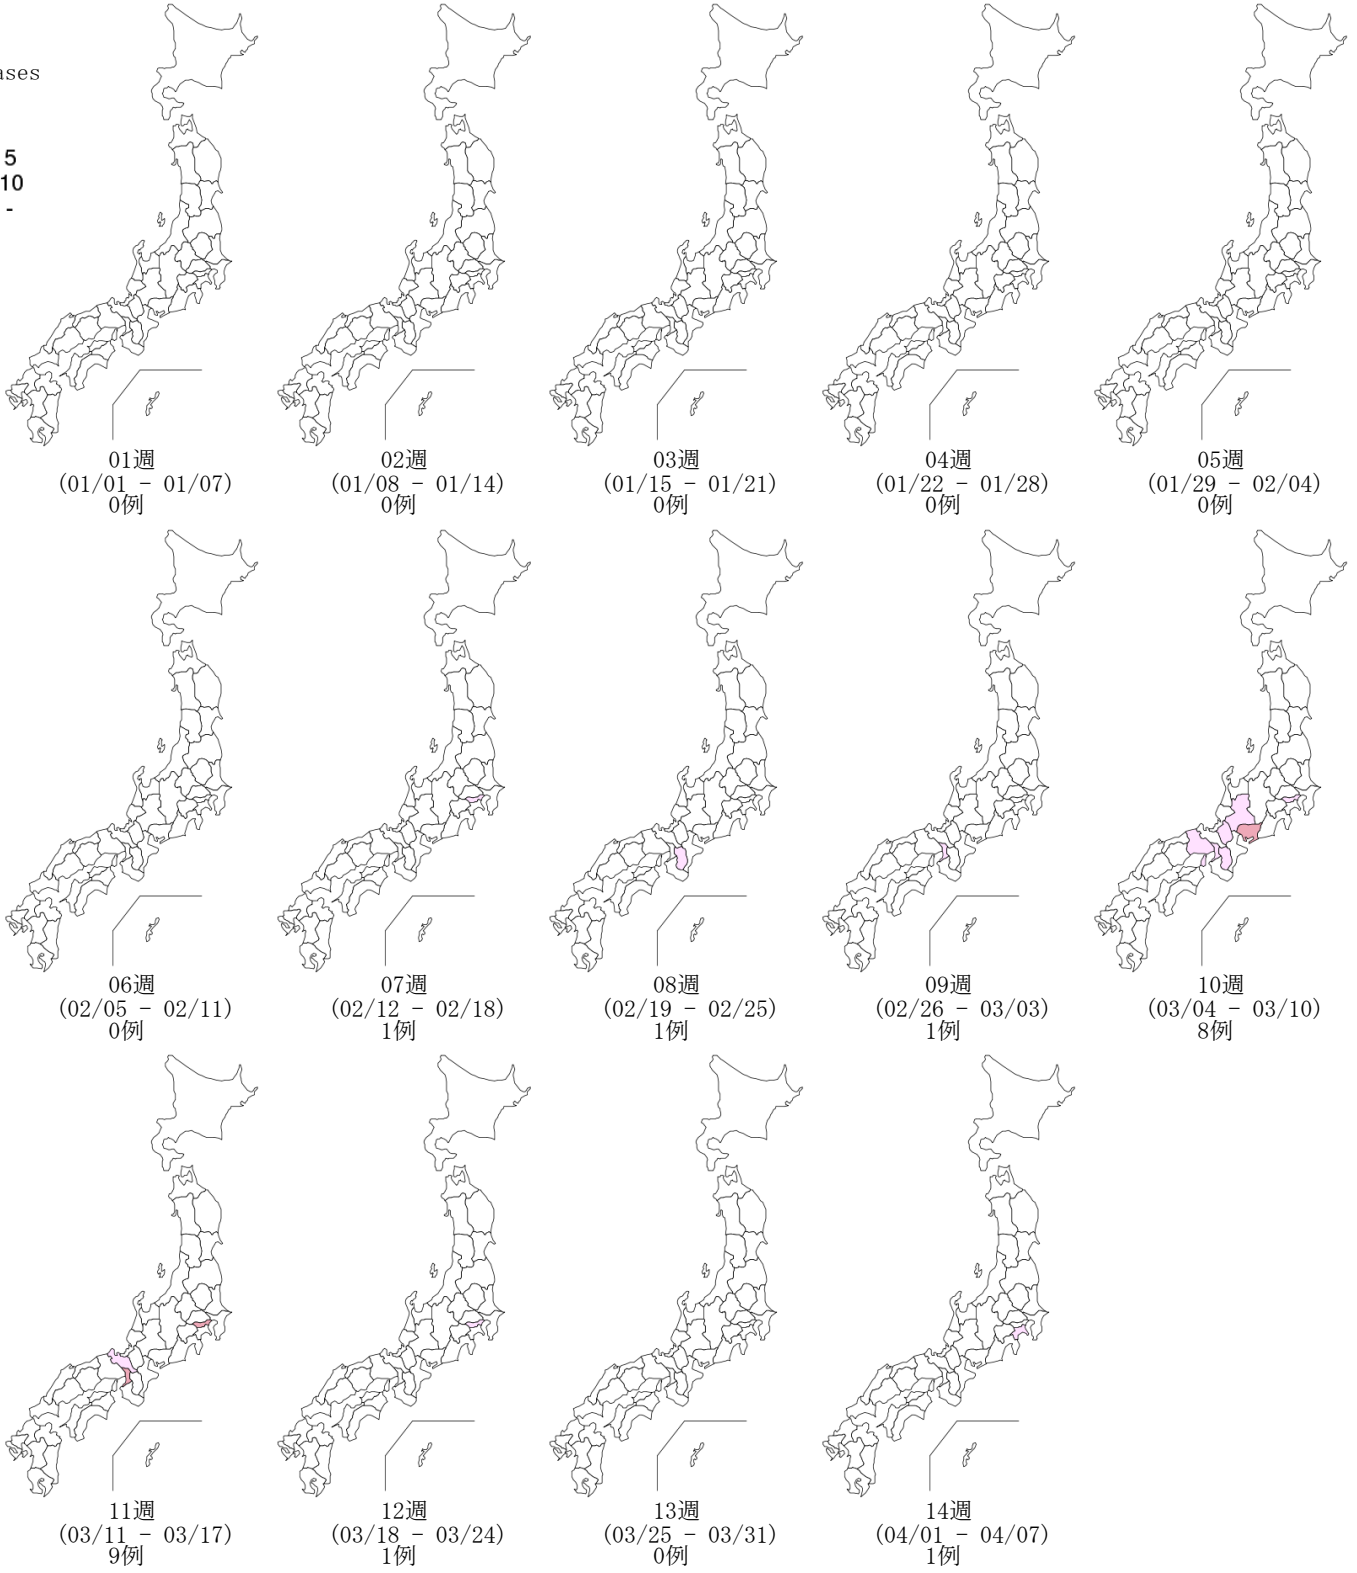 ases
5
10
-
01週
(01/01 - 01/07)
0例
02週
(01/08 - 01/14)
0例
03週
(01/15 - 01/21)
0例
04週
(01/22 - 01/28)
0例
05週
(01/29 - 02/04)
0例
06週
(02/05 - 02/11)
0例
07週
(02/12 - 02/18)
1例
08週
(02/19 - 02/25)
1例
09週
(02/26 - 03/03)
1例
10週
(03/04 - 03/10)
8例
11週
(03/11 - 03/17)
9例
12週
(03/18 - 03/24)
1例
13週
(03/25 - 03/31)
0例
14週
(04/01 - 04/07)
1例